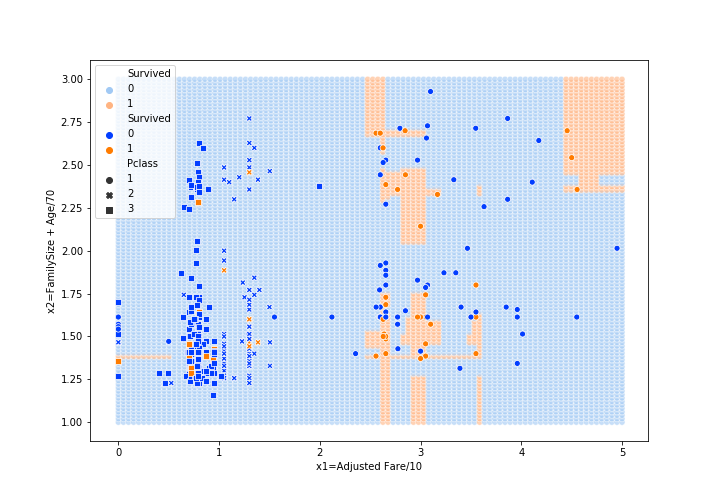 Survived
0
1
Survived
0
1
Pclass
1
2
3
3.00
2.75
2.50
2.25
2.00
1.75
1.50
1.25
1.00
x2=FamilySize + Age/70
0 1 2 3 4 5
x1=Adjusted Fare/10